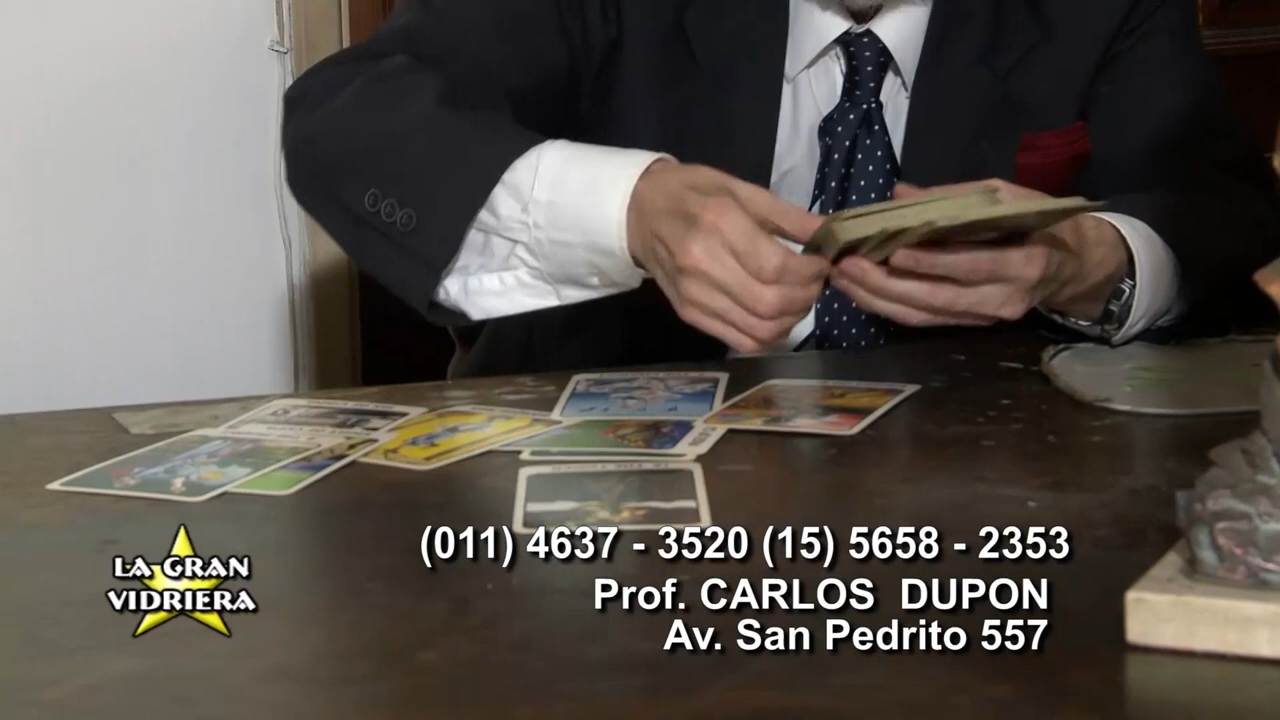 (011) 4637 - 3520 (15) 5658 - 2353
LA GRAN
VIDRIERA
Prof. CARLOS DUPON
Av. San Pedrito 557